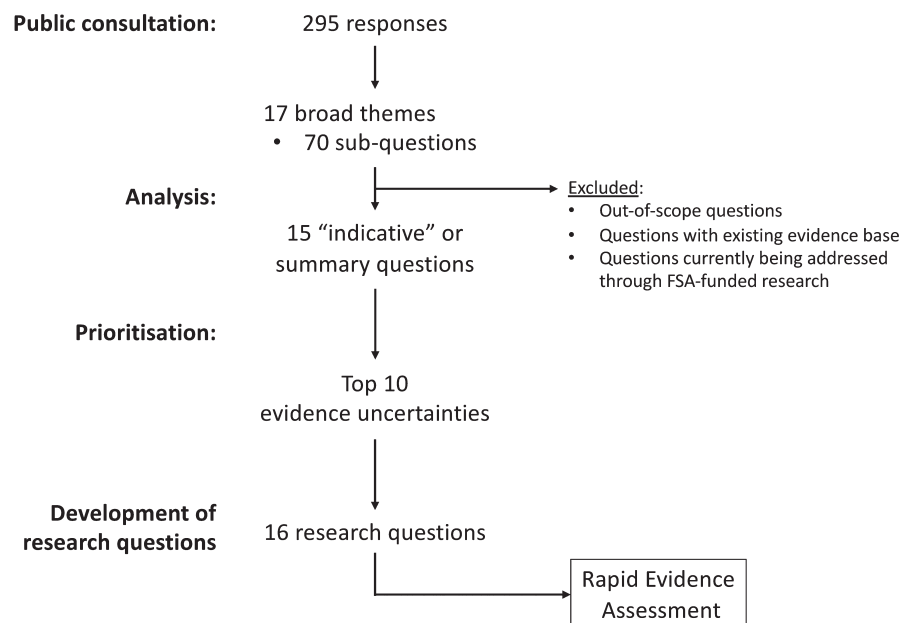 Public consultation:
295 responses
17 broad themes
• 70 sub-questions
Analysis:
Excluded:
• Out-of-scope questions
• Questions with existing evidence base
• Questions currently being addressed
through FSA-funded research
15 “indicative” or
summary questions
Prioritisation:
Top 10
evidence uncertainties
Development of
research questions
16 research questions
Rapid Evidence
Assessment